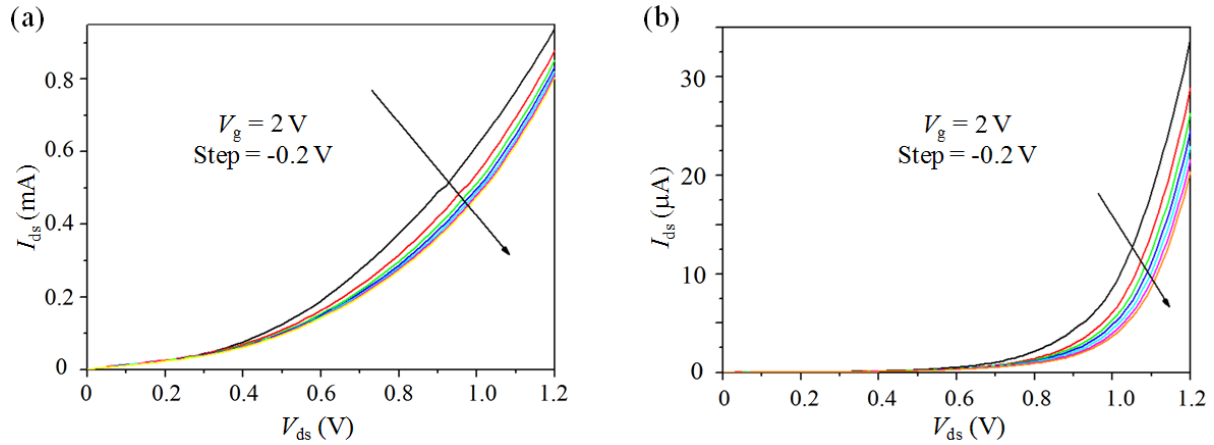 (a)
V_g = 2 V
Step = -0.2 V
I_ds (mA)
0.8
0.6
0.4
0.2
0
0 0.2 0.4 0.6 0.8 1.0 1.2
V_ds (V)
(b)
V_g = 2 V
Step = -0.2 V
I_ds (μA)
30
20
10
0
0 0.2 0.4 0.6 0.8 1.0 1.2
V_ds (V)